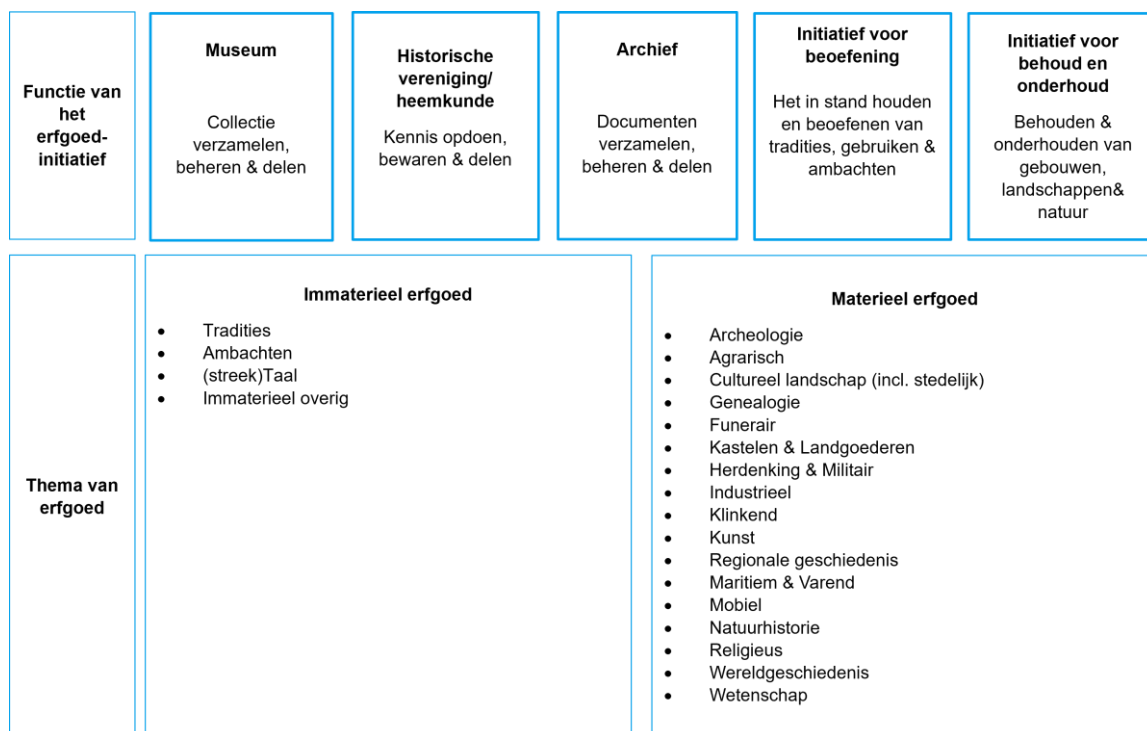 Functie van
het
erfgoed-
initiatief
Museum
Collectie
verzamelen,
beheren & delen
Historische
vereniging/
heemkunde
Kennis opdoen,
bewaren & delen
Archief
Documenten
verzamelen,
beheren & delen
Initiatief voor
beoefening
Het in stand houden
en beoefenen van
tradities, gebruiken &
ambachten
Initiatief voor
behoud en
onderhoud
Behouden &
onderhouden van
gebouwen,
landschappen&
natuur
Thema van
erfgoed
Immaterieel erfgoed
• Tradities
• Ambachten
• (streek)Taal
• Immaterieel overig
Materieel erfgoed
• Archeologie
• Agrarisch
• Cultureel landschap (incl. stedelijk)
• Genealogie
• Funerair
• Kastelen & Landgoederen
• Herdenking & Militair
• Industrieel
• Klinkend
• Kunst
• Regionale geschiedenis
• Maritiem & Varend
• Mobiel
• Natuurhistorie
• Religieus
• Wereldgeschiedenis
• Wetenschap